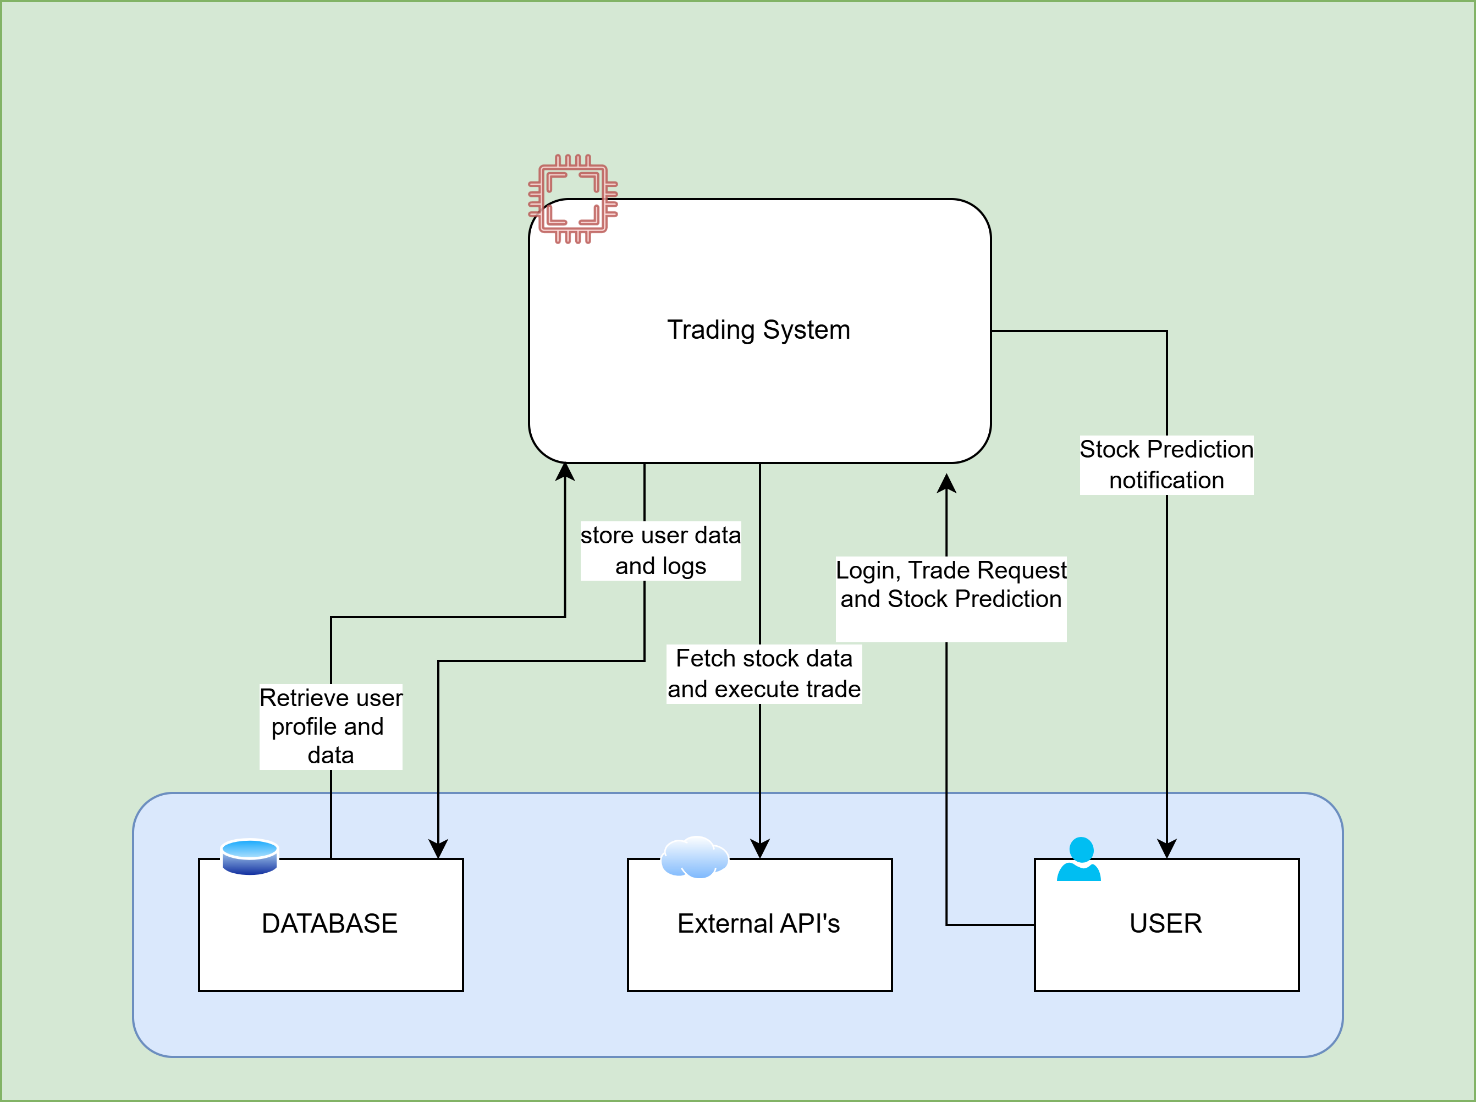 Trading System
Stock Prediction
notification
store user data
and logs
Login, Trade Request
and Stock Prediction
Fetch stock data
and execute trade
Retrieve user
profile and
data
DATABASE
External API's
USER